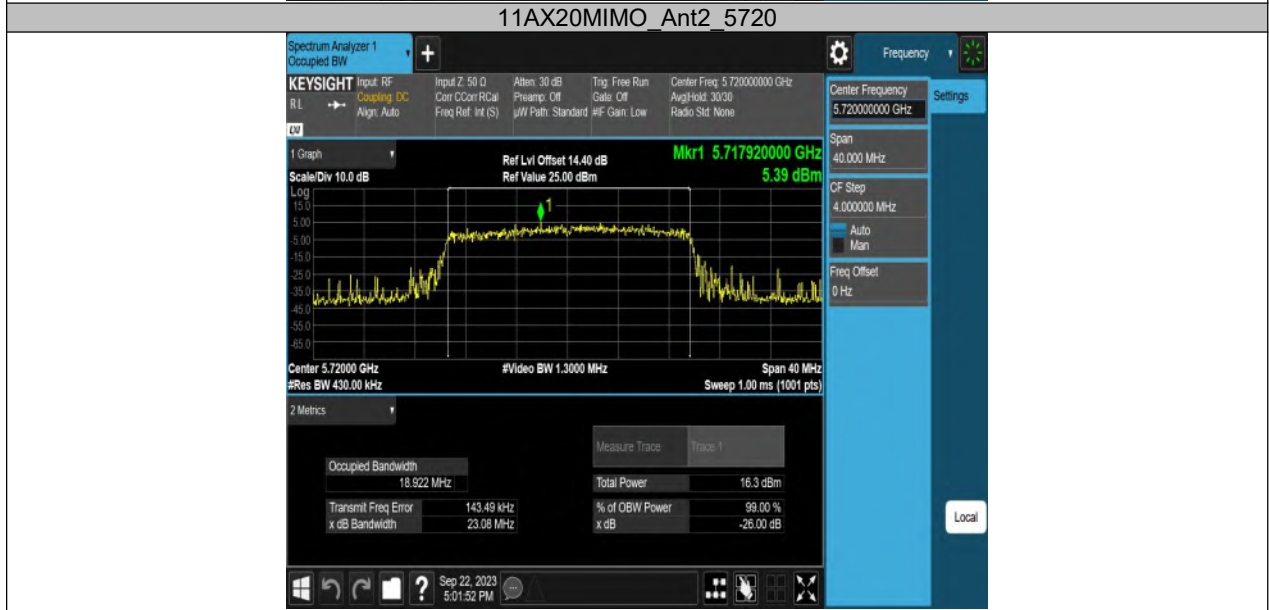 11AX20MIMO_Ant2_5720
Spectrum Analyzer 1
Occupied BW
+
Frequency
KEYSIGHT
RL
LXI
Input: RF
Coupling: DC
Align: Auto
Input Z: 50 Ω
Corr CCorr RCal
Freq Ref: Int (S)
Atten: 30 dB
Preamp: Off
µW Path: Standard
Trig: Free Run
Gate: Off
#IF Gain: Low
Center Freq: 5.720000000 GHz
Avg|Hold: 30/30
Radio Std: None
Center Frequency
5.720000000 GHz
Settings
Span
40.000 MHz
CF Step
4.000000 MHz
Auto
Man
Freq Offset
0 Hz
Local
1 Graph
Scale/Div 10.0 dB
Ref Lvl Offset 14.40 dB
Ref Value 25.00 dBm
Mkr1 5.717920000 GHz
5.39 dBm
Log
15.0
5.00
-5.00
-15.0
-25.0
-35.0
-45.0
-55.0
-65.0
1
Center 5.72000 GHz
#Res BW 430.00 kHz
#Video BW 1.3000 MHz
Span 40 MHz
Sweep 1.00 ms (1001 pts)
2 Metrics
Measure Trace Trace 1
Occupied Bandwidth
18.922 MHz
Total Power 16.3 dBm
Transmit Freq Error 143.49 kHz
% of OBW Power 99.00 %
x dB Bandwidth 23.08 MHz
x dB -26.00 dB
?
Sep 22, 2023
5:01:52 PM